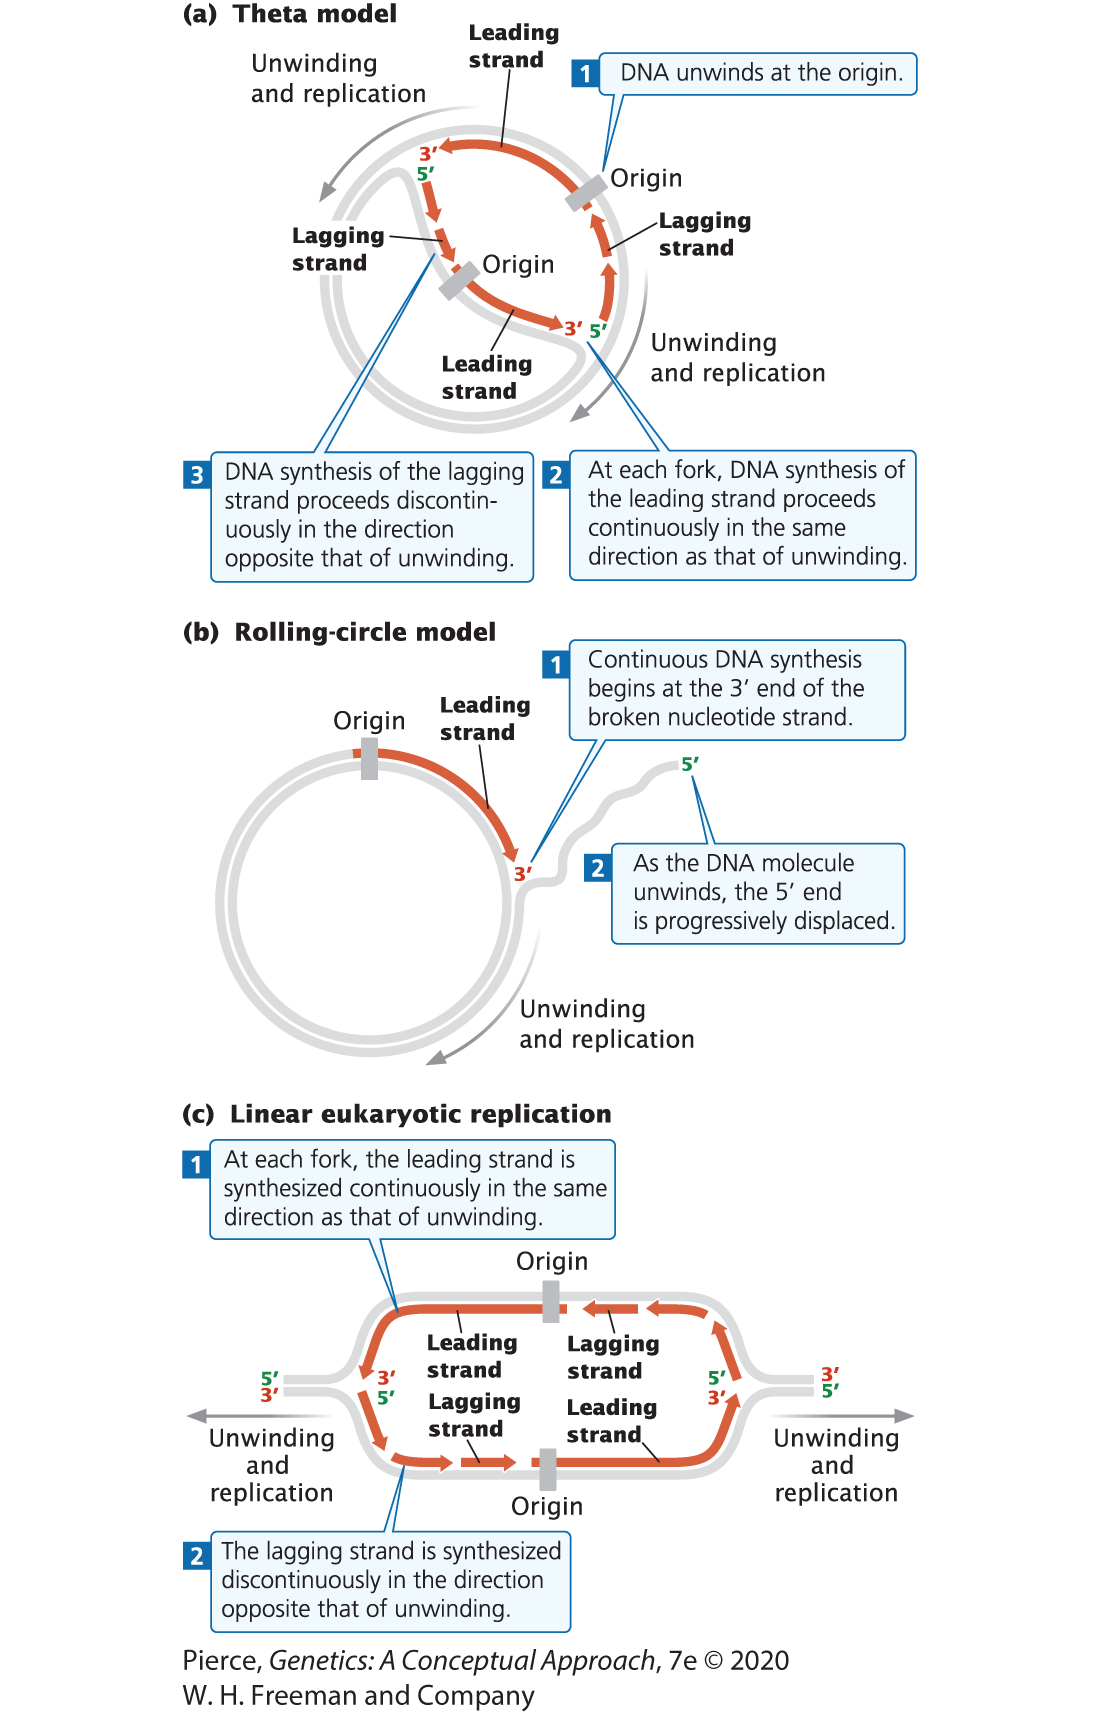 (a) Theta model
Leading
strand
Unwinding
and replication
1 DNA unwinds at the origin.
3′
5′
Origin
Lagging
strand
Lagging
strand
Origin
3′ 5′
Unwinding
and replication
Leading
strand
3 DNA synthesis of the lagging
strand proceeds discontin-
uously in the direction
opposite that of unwinding.
2 At each fork, DNA synthesis of
the leading strand proceeds
continuously in the same
direction as that of unwinding.
(b) Rolling-circle model
1 Continuous DNA synthesis
begins at the 3′ end of the
broken nucleotide strand.
Leading
strand
Origin
5′
3′
2 As the DNA molecule
unwinds, the 5′ end
is progressively displaced.
Unwinding
and replication
(c) Linear eukaryotic replication
1 At each fork, the leading strand is
synthesized continuously in the same
direction as that of unwinding.
Origin
Leading
strand
Lagging
strand
5′
3′
3′
5′
5′
3′
3′
5′
Lagging
strand
Leading
strand
Unwinding
and
replication
Unwinding
and
replication
Origin
2 The lagging strand is synthesized
discontinuously in the direction
opposite that of unwinding.
Pierce, Genetics: A Conceptual Approach, 7e © 2020
W. H. Freeman and Company